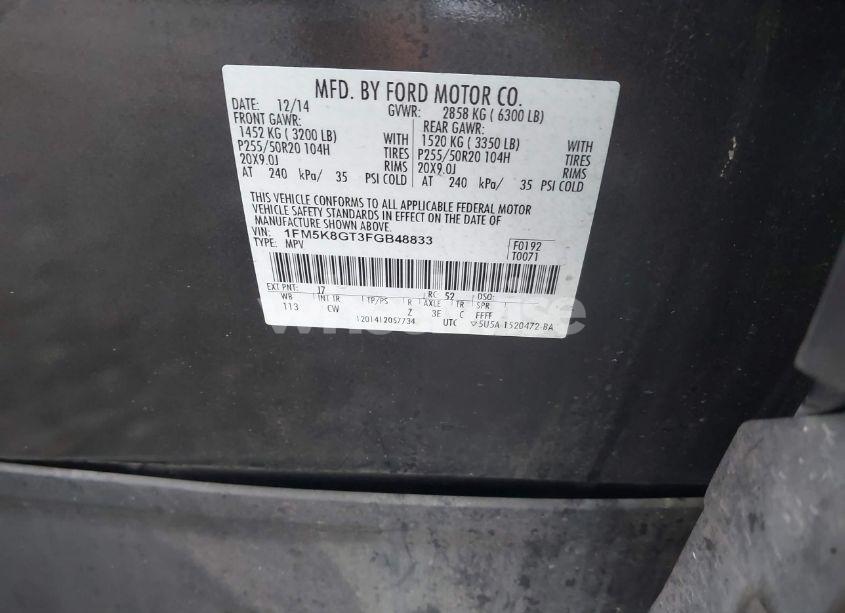 MFD. BY FORD MOTOR CO.
DATE: 12/14 GVWR: 2858 KG ( 6300 LB)
FRONT GAWR: REAR GAWR:
1452 KG ( 3200 LB) WITH 1520 KG ( 3350 LB) WITH
P255/50R20 104H TIRES P255/50R20 104H TIRES
20X9.0J RIMS 20X9.0J RIMS
AT 240 kPa/ 35 PSI COLD AT 240 kPa/ 35 PSI COLD
THIS VEHICLE CONFORMS TO ALL APPLICABLE FEDERAL MOTOR
VEHICLE SAFETY STANDARDS IN EFFECT ON THE DATE OF
MANUFACTURE SHOWN ABOVE.
VIN: 1FM5K8GT3FGB48833 F0192
TYPE: MPV T0071
EXT PNT: J7 RC: 52 DSO:
WB INT TR TP/PS R AXLE TR SPR
113 CW Z 3E C FFFF
12014120S7734 UTC ▽5U5A-1520472-BA